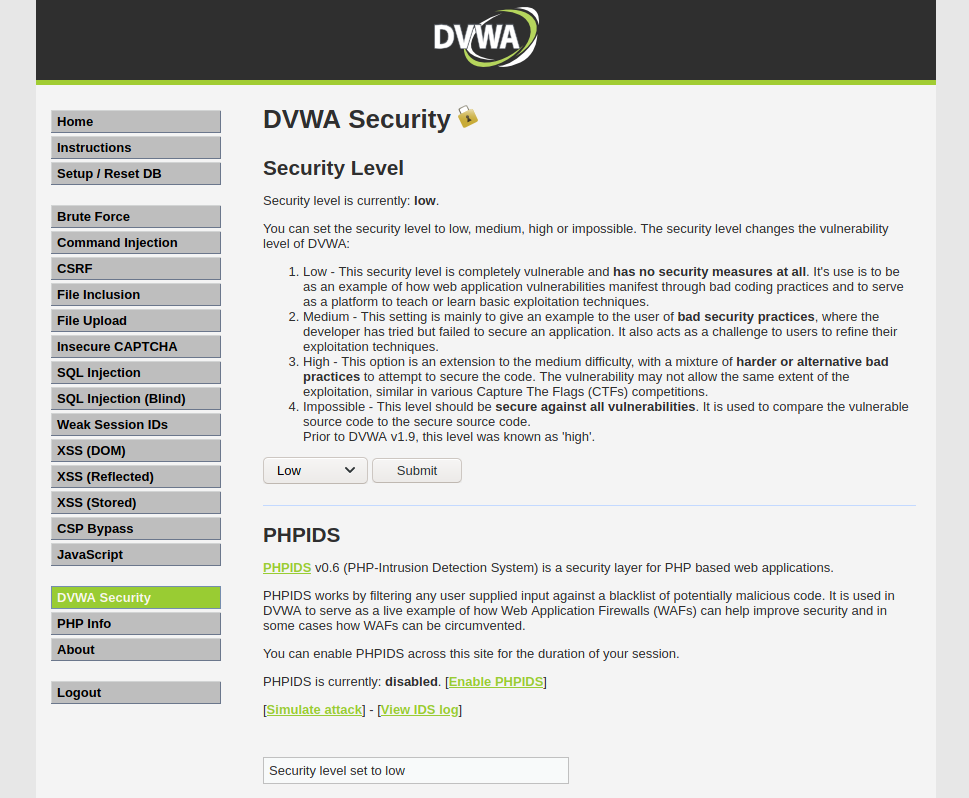 DVWA
Home
Instructions
Setup / Reset DB
Brute Force
Command Injection
CSRF
File Inclusion
File Upload
Insecure CAPTCHA
SQL Injection
SQL Injection (Blind)
Weak Session IDs
XSS (DOM)
XSS (Reflected)
XSS (Stored)
CSP Bypass
JavaScript
DVWA Security
PHP Info
About
Logout
DVWA Security
Security Level
Security level is currently: low.
You can set the security level to low, medium, high or impossible. The security level changes the vulnerability
level of DVWA:
1. Low - This security level is completely vulnerable and has no security measures at all. It's use is to be
as an example of how web application vulnerabilities manifest through bad coding practices and to serve
as a platform to teach or learn basic exploitation techniques.
2. Medium - This setting is mainly to give an example to the user of bad security practices, where the
developer has tried but failed to secure an application. It also acts as a challenge to users to refine their
exploitation techniques.
3. High - This option is an extension to the medium difficulty, with a mixture of harder or alternative bad
practices to attempt to secure the code. The vulnerability may not allow the same extent of the
exploitation, similar in various Capture The Flags (CTFs) competitions.
4. Impossible - This level should be secure against all vulnerabilities. It is used to compare the vulnerable
source code to the secure source code.
Prior to DVWA v1.9, this level was known as 'high'.
Low Submit
PHPIDS
PHPIDS v0.6 (PHP-Intrusion Detection System) is a security layer for PHP based web applications.
PHPIDS works by filtering any user supplied input against a blacklist of potentially malicious code. It is used in
DVWA to serve as a live example of how Web Application Firewalls (WAFs) can help improve security and in
some cases how WAFs can be circumvented.
You can enable PHPIDS across this site for the duration of your session.
PHPIDS is currently: disabled. [Enable PHPIDS]
[Simulate attack] - [View IDS log]
Security level set to low